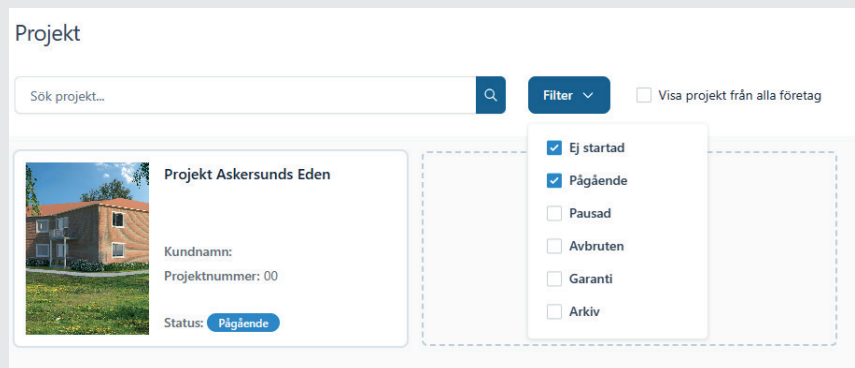 Projekt
Sök projekt...
Filter
Visa projekt från alla företag
Ej startad
Pågående
Pausad
Avbruten
Garanti
Arkiv
Projekt Askersunds Eden
Kundnamn:
Projektnummer: 00
Status: Pågående